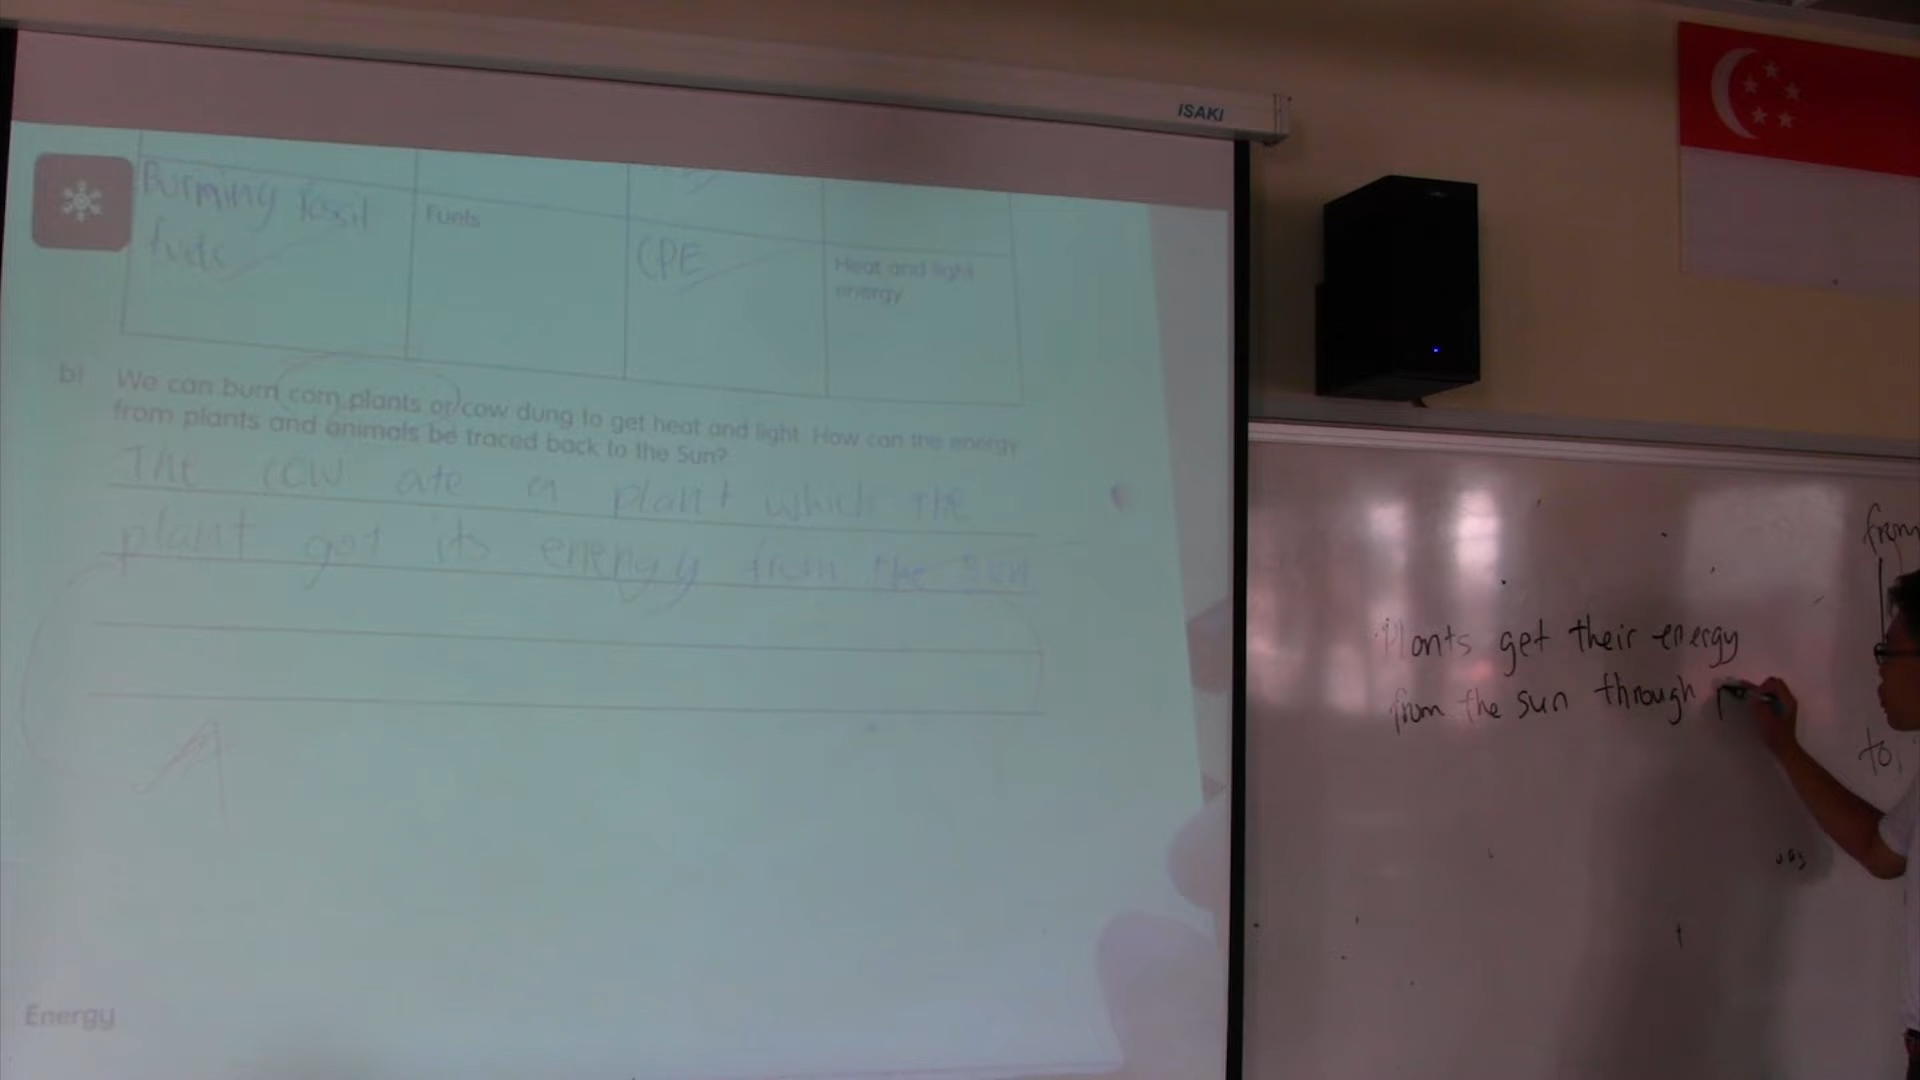 ISAKI
Burning fossil
fuels
Fuels
CPE
Heat and light
energy
b) We can burn corn plants or cow dung to get heat and light. How can the energy
from plants and animals be traced back to the Sun?
The cow ate a plant which the
plant got its energy from the sun
A
Energy
Plants get their energy
from the sun through
from
to